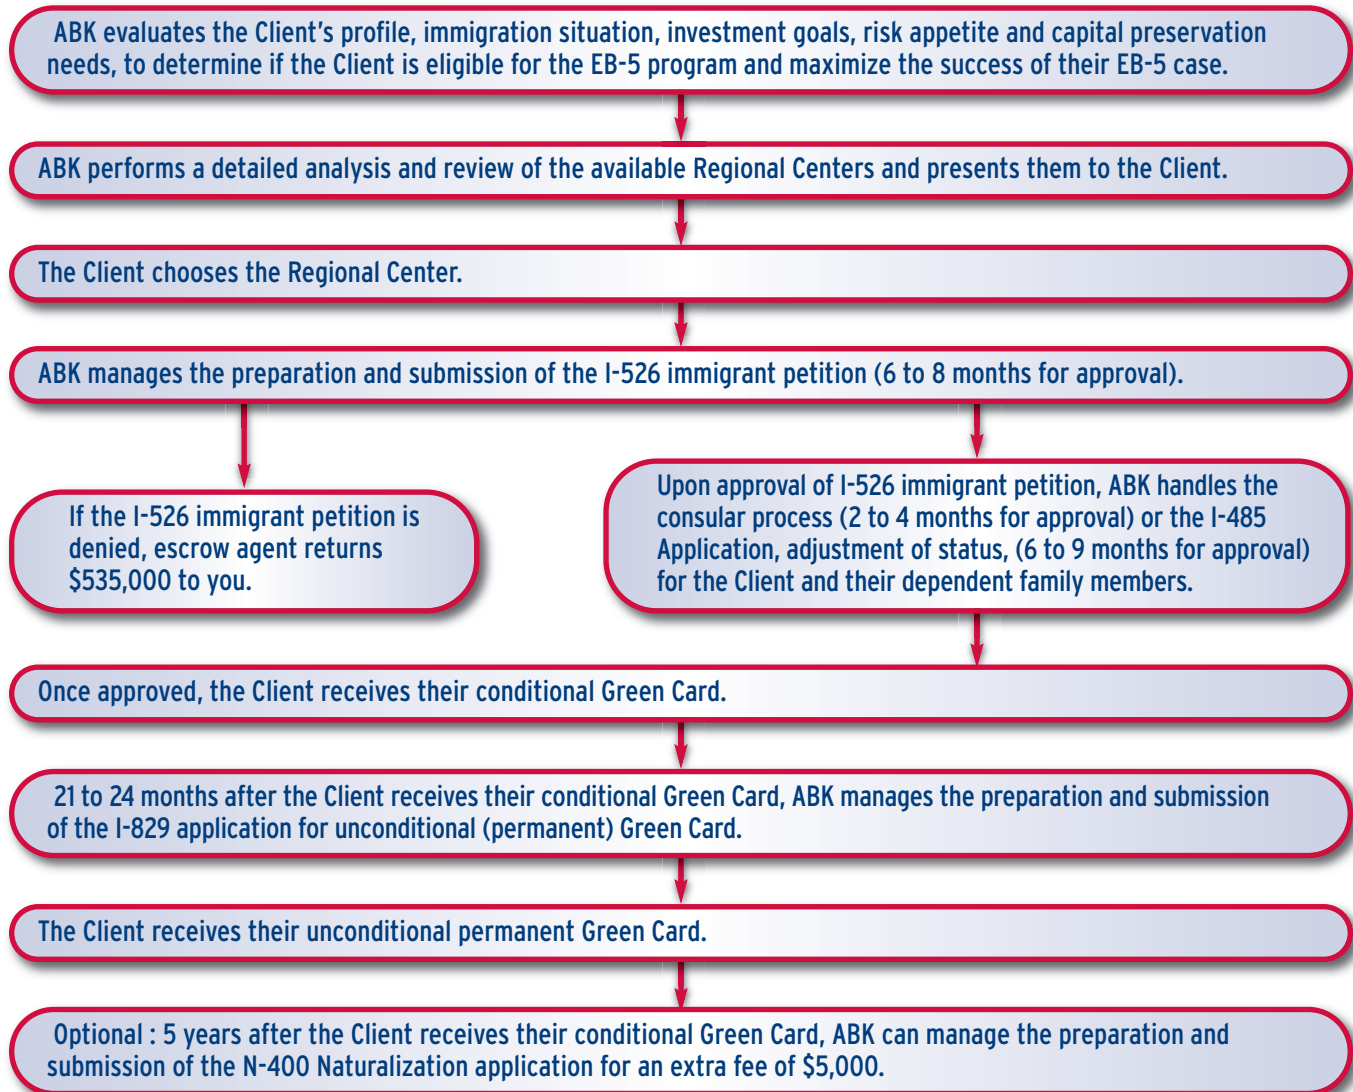 ABK evaluates the Client's profile, immigration situation, investment goals, risk appetite and capital preservation
needs, to determine if the Client is eligible for the EB-5 program and maximize the success of their EB-5 case.
ABK performs a detailed analysis and review of the available Regional Centers and presents them to the Client.
The Client chooses the Regional Center.
ABK manages the preparation and submission of the I-526 immigrant petition (6 to 8 months for approval).
If the I-526 immigrant petition is
denied, escrow agent returns
$535,000 to you.
Upon approval of I-526 immigrant petition, ABK handles the
consular process (2 to 4 months for approval) or the I-485
Application, adjustment of status, (6 to 9 months for approval)
for the Client and their dependent family members.
Once approved, the Client receives their conditional Green Card.
21 to 24 months after the Client receives their conditional Green Card, ABK manages the preparation and submission
of the I-829 application for unconditional (permanent) Green Card.
The Client receives their unconditional permanent Green Card.
Optional : 5 years after the Client receives their conditional Green Card, ABK can manage the preparation and
submission of the N-400 Naturalization application for an extra fee of $5,000.